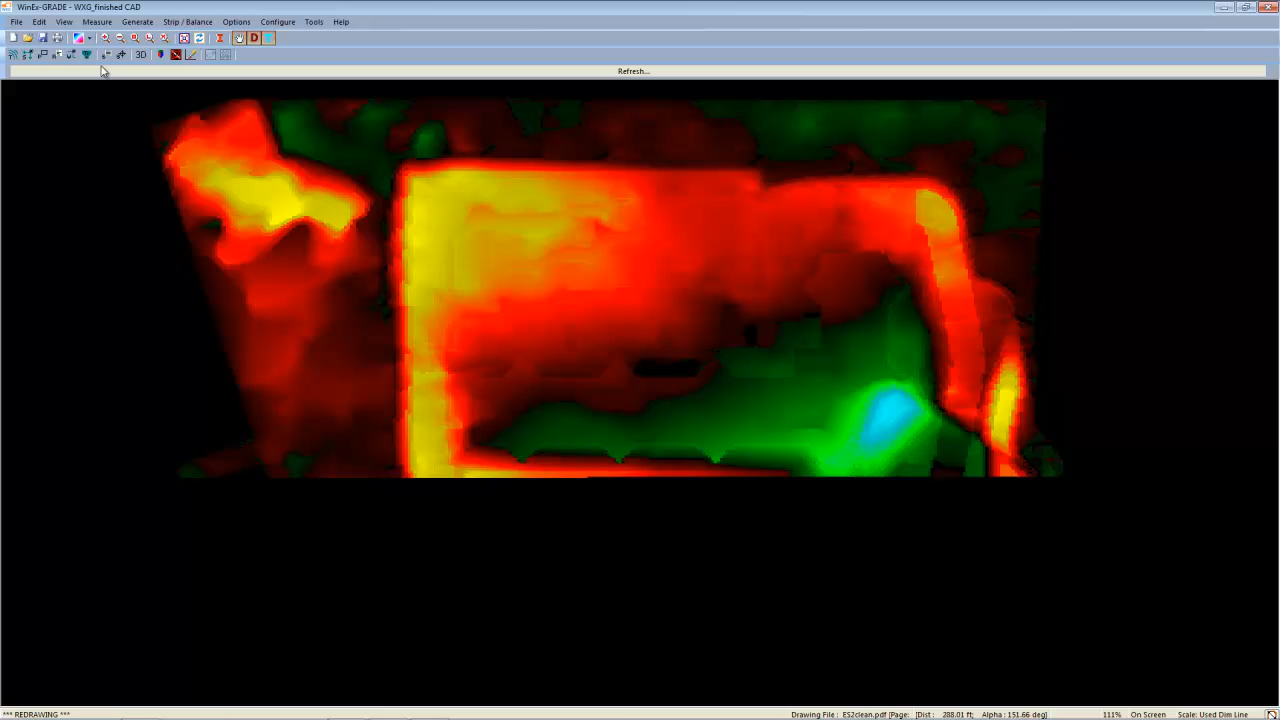 WinEx-GRADE - WXG_finished CAD
File Edit View Measure Generate Strip / Balance Options Configure Tools Help
D
3D
Refresh...
*** REDRAWING *** Drawing File : ES2clean.pdf [Page: [Dist : 288.01 ft; Alpha : 151.66 deg] 111% On Screen Scale: Used Dim Line